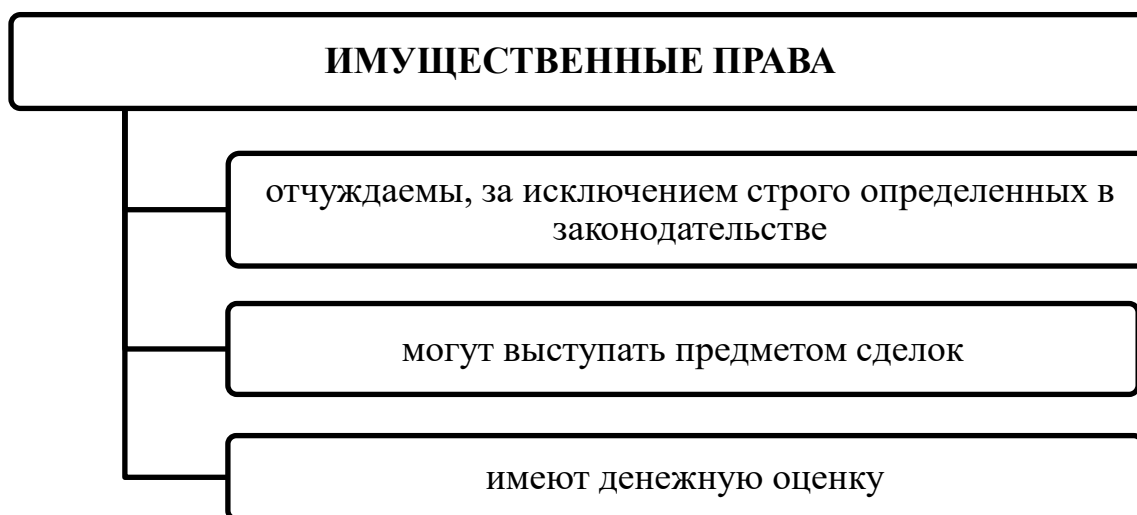 ИМУЩЕСТВЕННЫЕ ПРАВА
отчуждаемы, за исключением строго определенных в
законодательстве
могут выступать предметом сделок
имеют денежную оценку